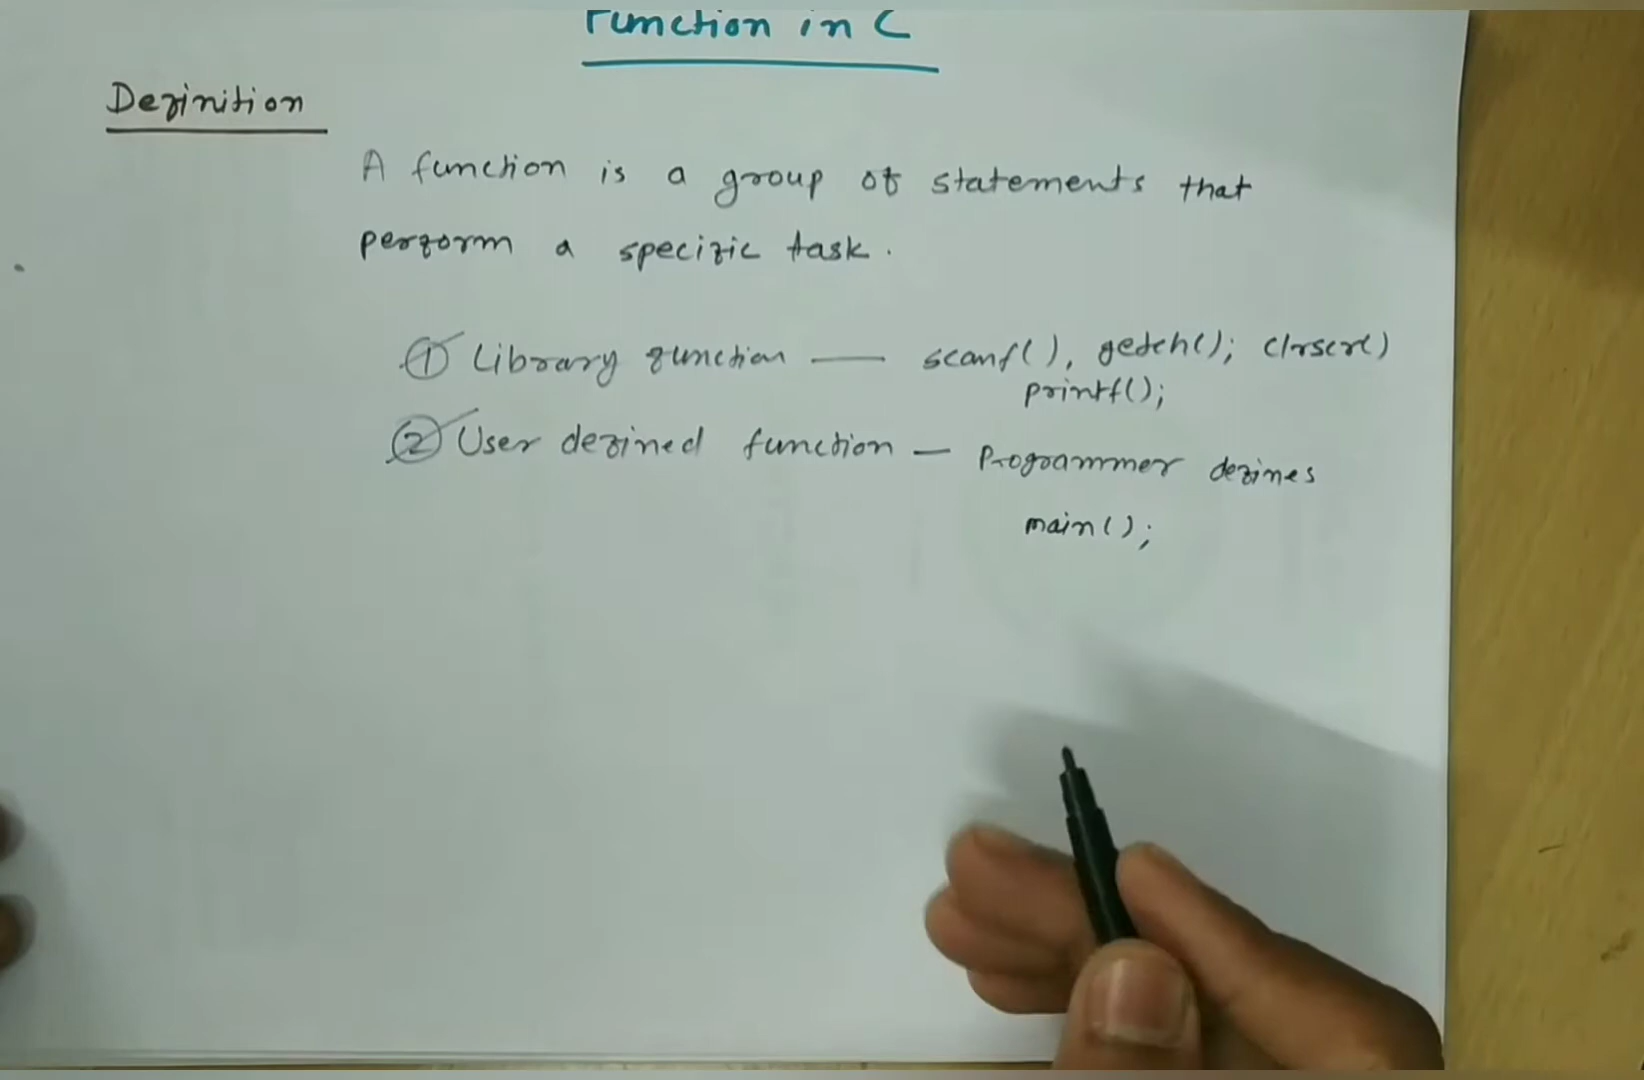 Function in C
Definition
A function is a group of statements that
perform a specific task.
① Library function — scanf(), getch(); clrscr()
printf();
② User defined function — Programmer defines
main();